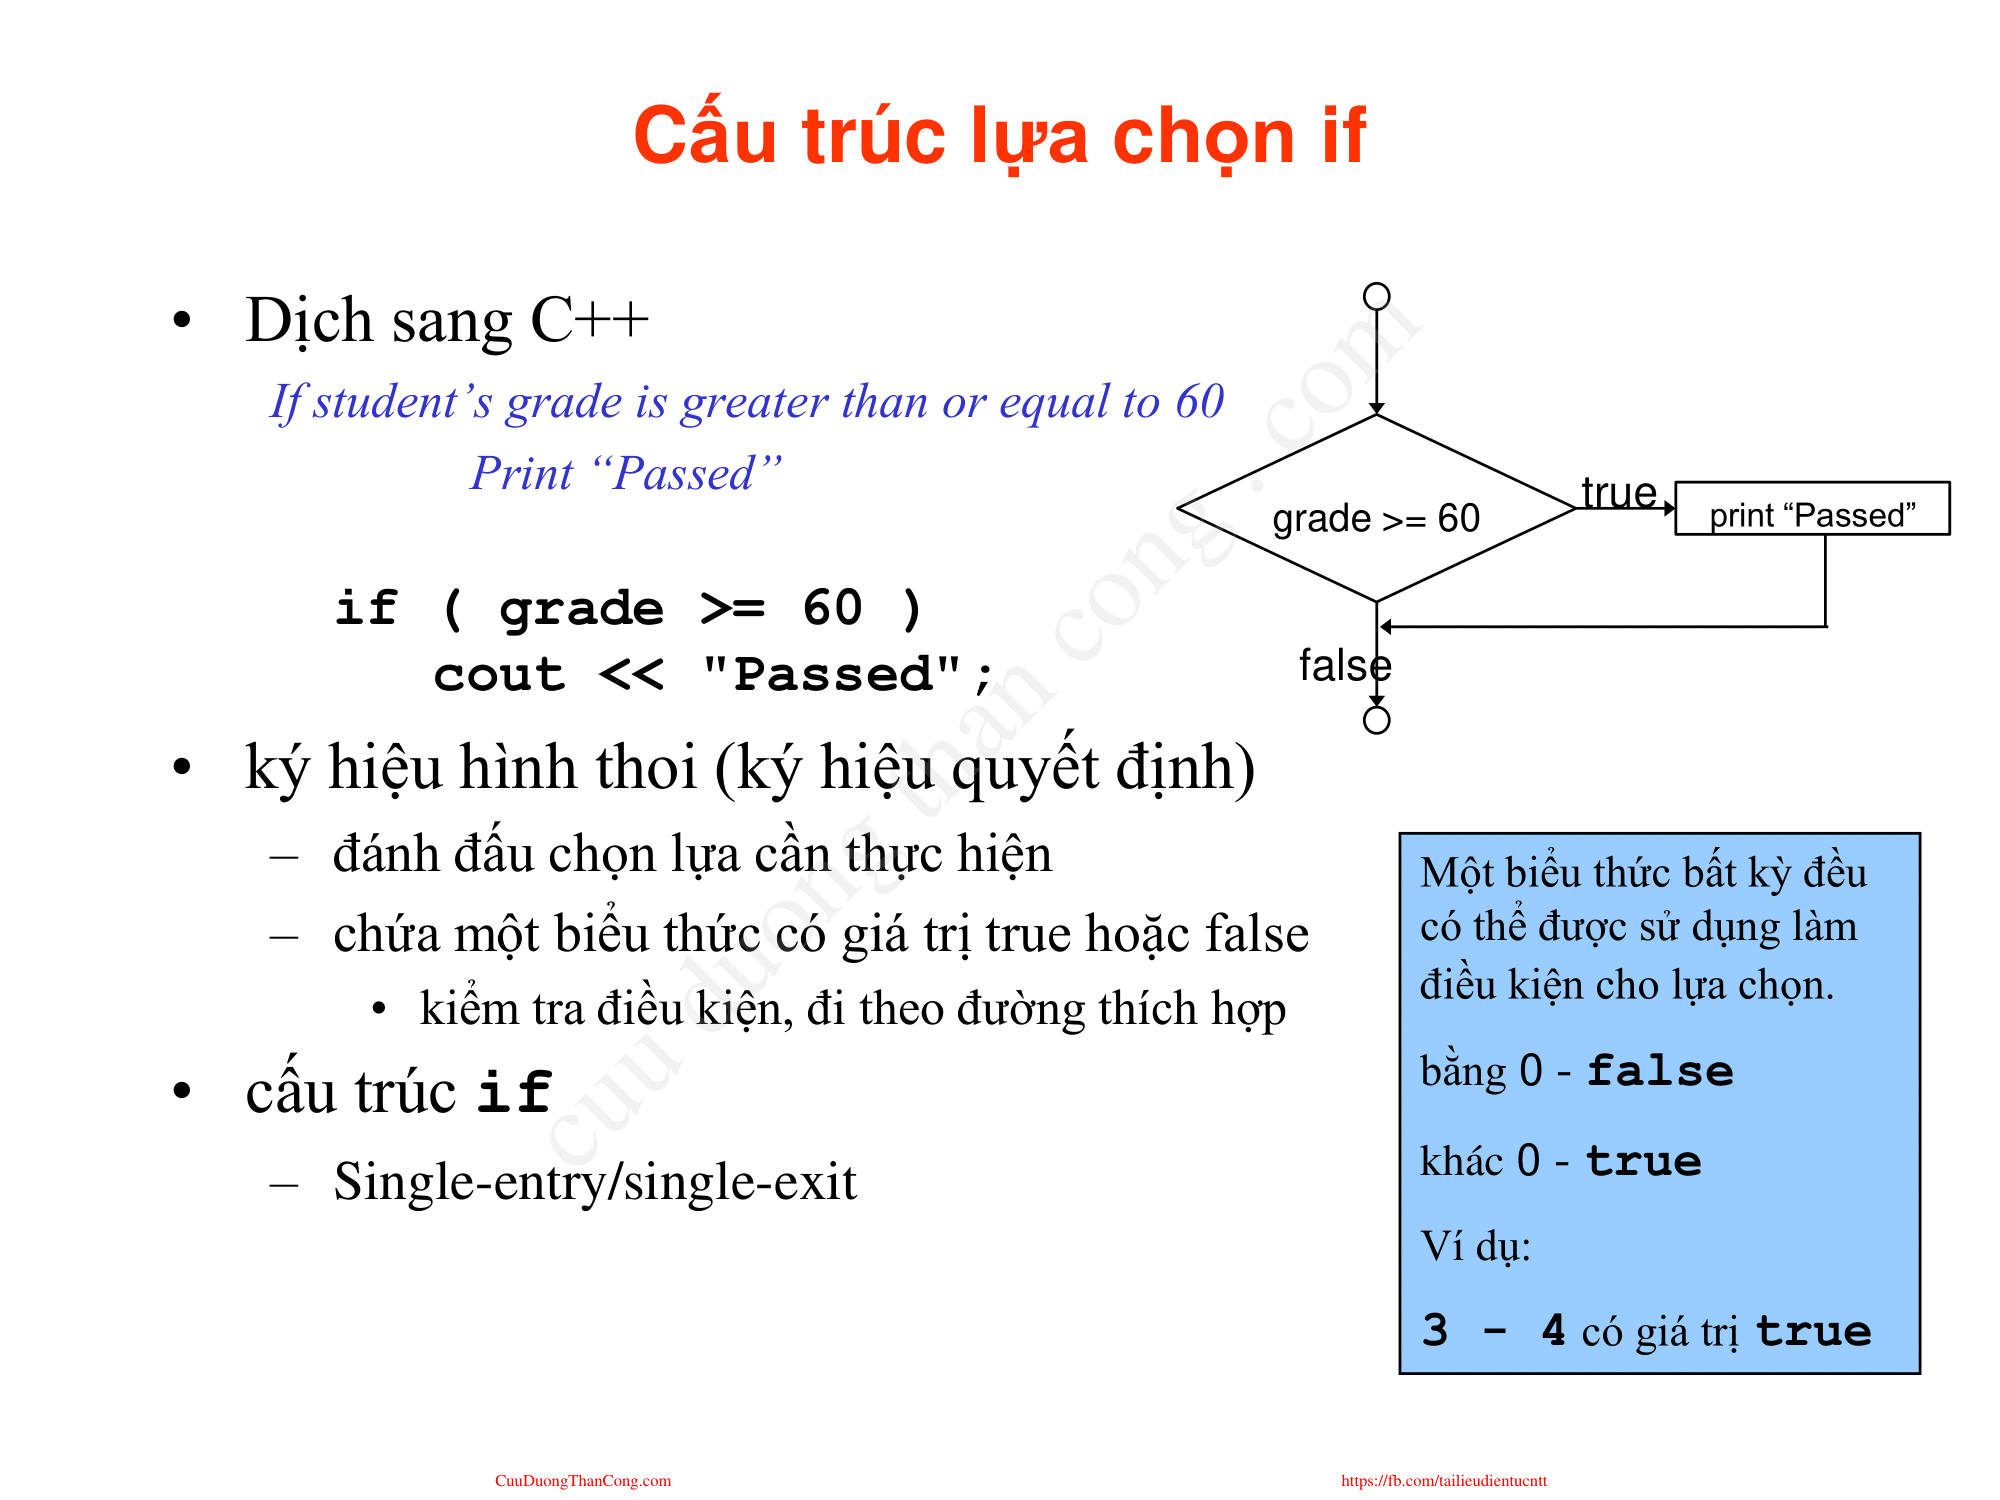 Cấu trúc lựa chọn if
• Dịch sang C++
If student’s grade is greater than or equal to 60
Print “Passed”
if ( grade >= 60 )
cout << "Passed";
• ký hiệu hình thoi (ký hiệu quyết định)
– đánh đấu chọn lựa cần thực hiện
– chứa một biểu thức có giá trị true hoặc false
• kiểm tra điều kiện, đi theo đường thích hợp
• cấu trúc if
– Single-entry/single-exit
grade >= 60
true
print “Passed”
false
Một biểu thức bất kỳ đều
có thể được sử dụng làm
điều kiện cho lựa chọn.
bằng 0 - false
khác 0 - true
Ví dụ:
3 - 4 có giá trị true
cuu duong than cong . com
CuuDuongThanCong.com
https://fb.com/tailieudientucntt